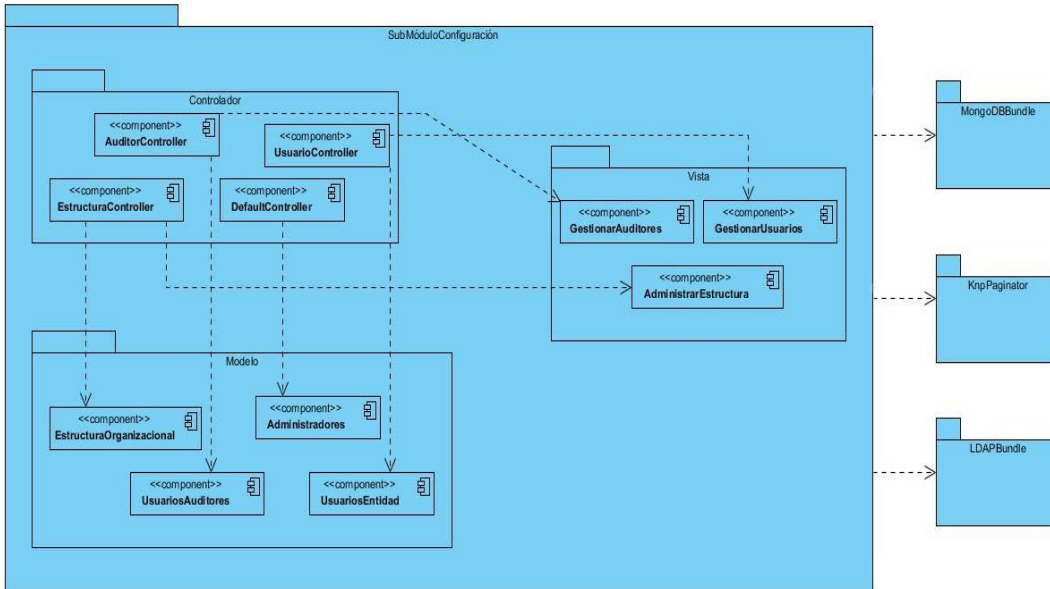 SubMóduloConfiguración
Controlador
<<component>>
AuditorController
<<component>>
UsuarioController
<<component>>
EstructuraController
<<component>>
DefaultController
Vista
<<component>>
GestionarAuditores
<<component>>
GestionarUsuarios
<<component>>
AdministrarEstructura
Modelo
<<component>>
EstructuraOrganizacional
<<component>>
Administradores
<<component>>
UsuariosAuditores
<<component>>
UsuariosEntidad
MongoDBBundle
KnpPaginator
LDAPBundle